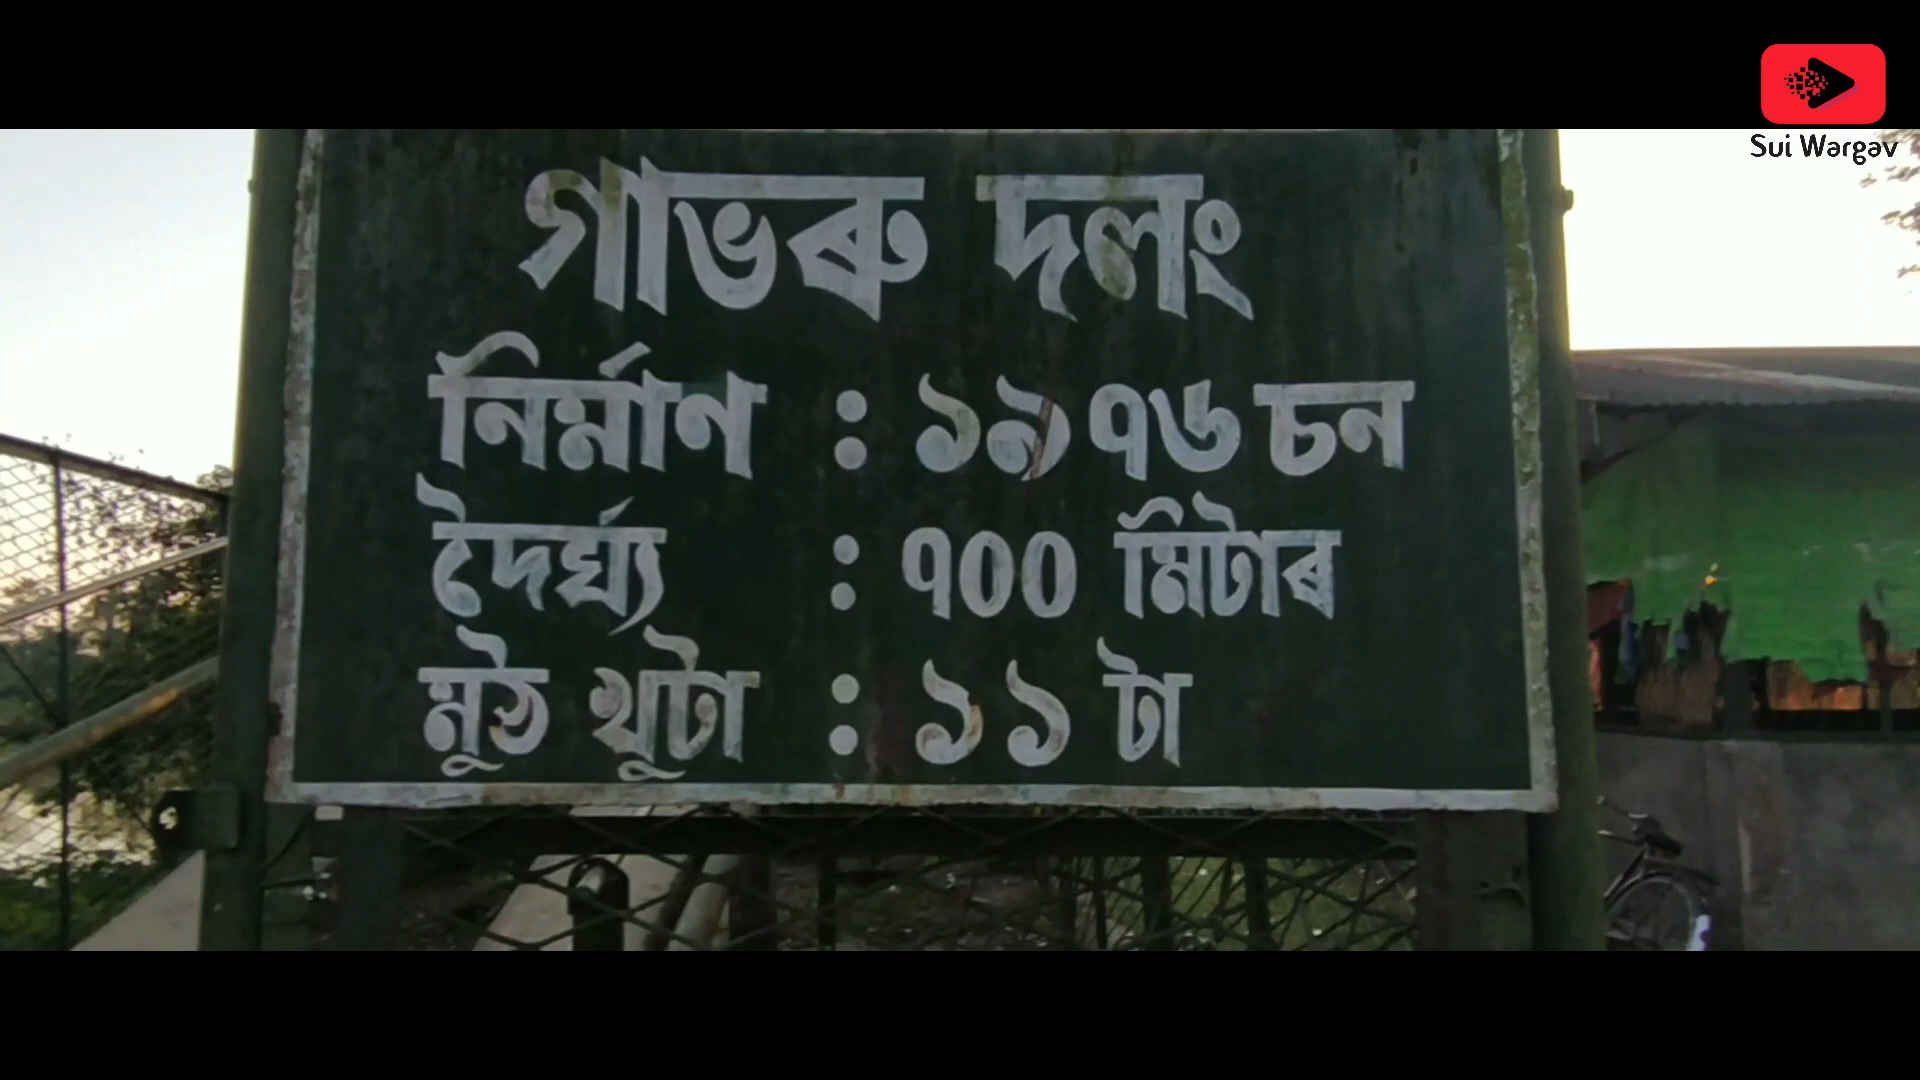 Sui Wargav
গাভৰু দলং
নিৰ্ম্মাণ : ১৯৭৬ চন
দৈৰ্ঘ্য : ৭০০ মিটাৰ
মুঠ খুটা : ১১ টা